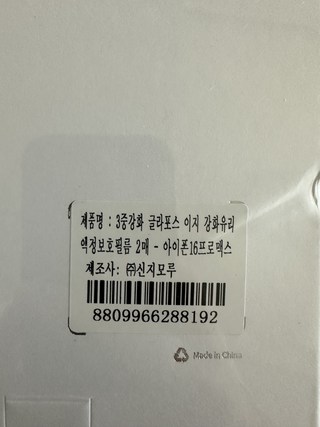 제품명 : 3중강화 글라포스 이지 강화유리
액정보호필름 2매 - 아이폰16프로맥스
제조사: ㈜신지모루
8809966288192
Made in China